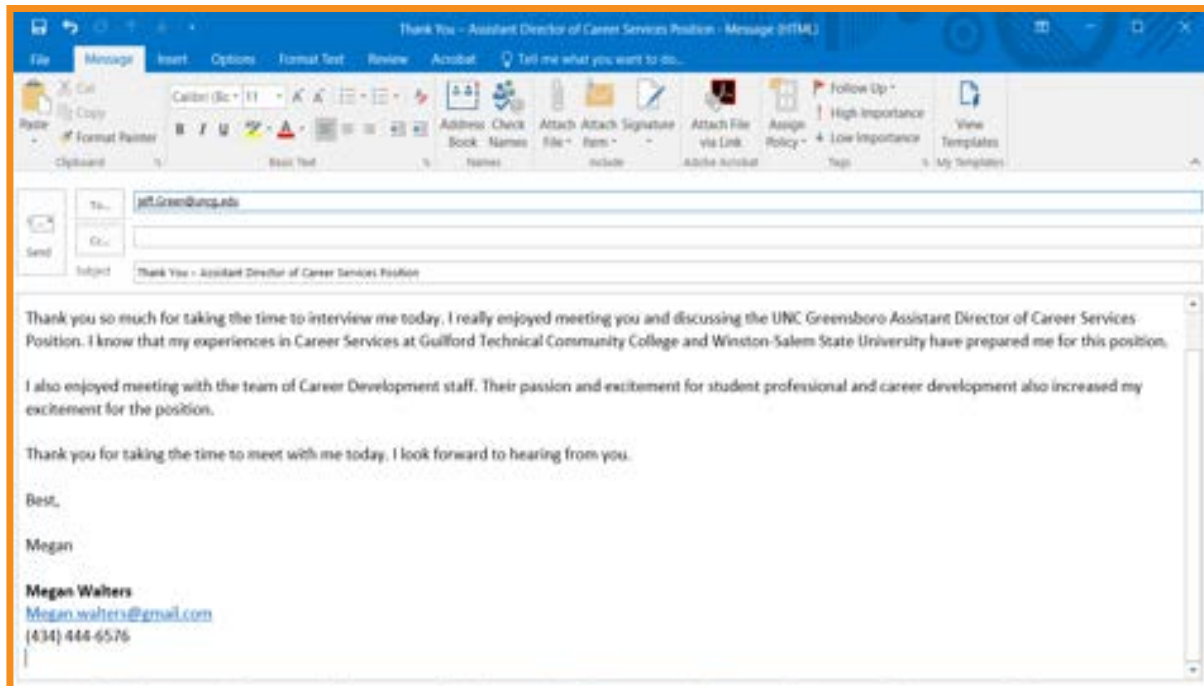 Thank You – Assistant Director of Career Services Position - Message (HTML)
File Message Insert Options Format Text Review Acrobat Tell me what you want to do...
Cut
Copy
Format Painter
Paste
Clipboard
Calibri (Bc 11
B I U
Basic Text
Address Book
Check Names
Names
Attach File
Attach Item
Signature
Include
Attach File via Link
Adobe Acrobat
Assign Policy
Follow Up
High Importance
Low Importance
Tags
View Templates
My Templates
Send
To...
Jeff.Green@uncg.edu
Cc...
Subject
Thank You – Assistant Director of Career Services Position
Thank you so much for taking the time to interview me today. I really enjoyed meeting you and discussing the UNC Greensboro Assistant Director of Career Services
Position. I know that my experiences in Career Services at Guilford Technical Community College and Winston-Salem State University have prepared me for this position.
I also enjoyed meeting with the team of Career Development staff. Their passion and excitement for student professional and career development also increased my
excitement for the position.
Thank you for taking the time to meet with me today. I look forward to hearing from you.
Best,
Megan
Megan Walters
Megan.walters@gmail.com
(434) 444-6576